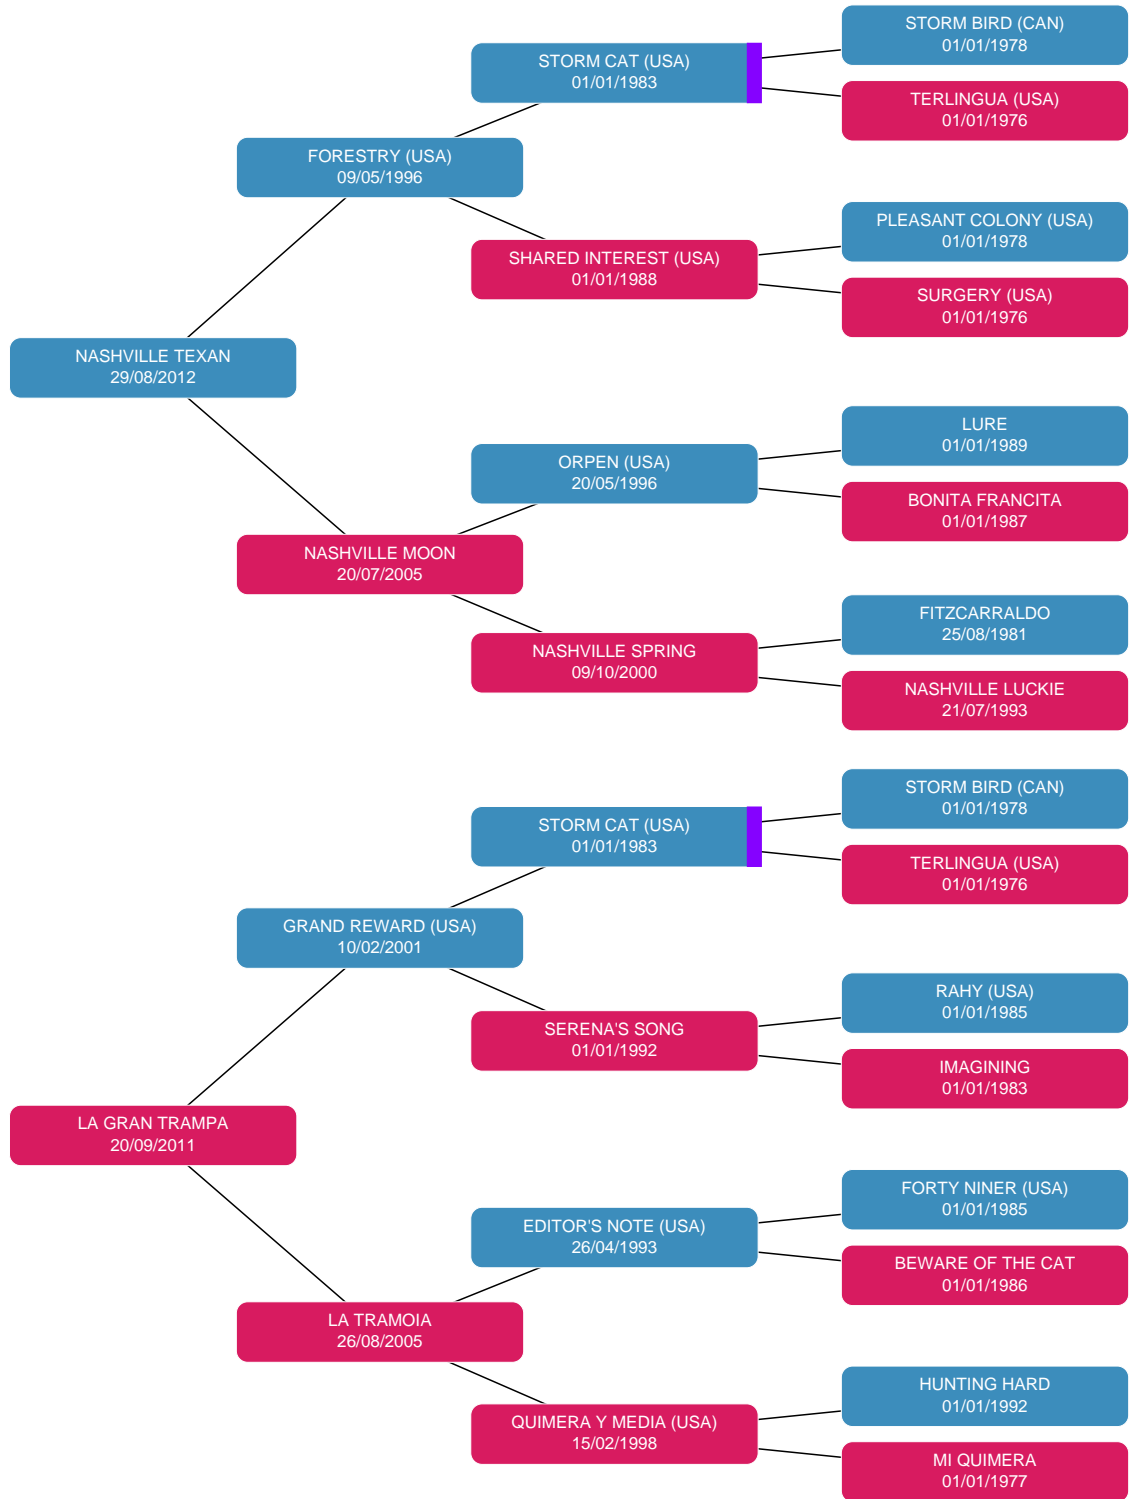 STORM BIRD (CAN)
01/01/1978
STORM CAT (USA)
01/01/1983
TERLINGUA (USA)
01/01/1976
FORESTRY (USA)
09/05/1996
PLEASANT COLONY (USA)
01/01/1978
SHARED INTEREST (USA)
01/01/1988
SURGERY (USA)
01/01/1976
NASHVILLE TEXAN
29/08/2012
LURE
01/01/1989
ORPEN (USA)
20/05/1996
BONITA FRANCITA
01/01/1987
NASHVILLE MOON
20/07/2005
FITZCARRALDO
25/08/1981
NASHVILLE SPRING
09/10/2000
NASHVILLE LUCKIE
21/07/1993
STORM BIRD (CAN)
01/01/1978
STORM CAT (USA)
01/01/1983
TERLINGUA (USA)
01/01/1976
GRAND REWARD (USA)
10/02/2001
RAHY (USA)
01/01/1985
SERENA'S SONG
01/01/1992
IMAGINING
01/01/1983
LA GRAN TRAMPA
20/09/2011
FORTY NINER (USA)
01/01/1985
EDITOR'S NOTE (USA)
26/04/1993
BEWARE OF THE CAT
01/01/1986
LA TRAMOIA
26/08/2005
HUNTING HARD
01/01/1992
QUIMERA Y MEDIA (USA)
15/02/1998
MI QUIMERA
01/01/1977